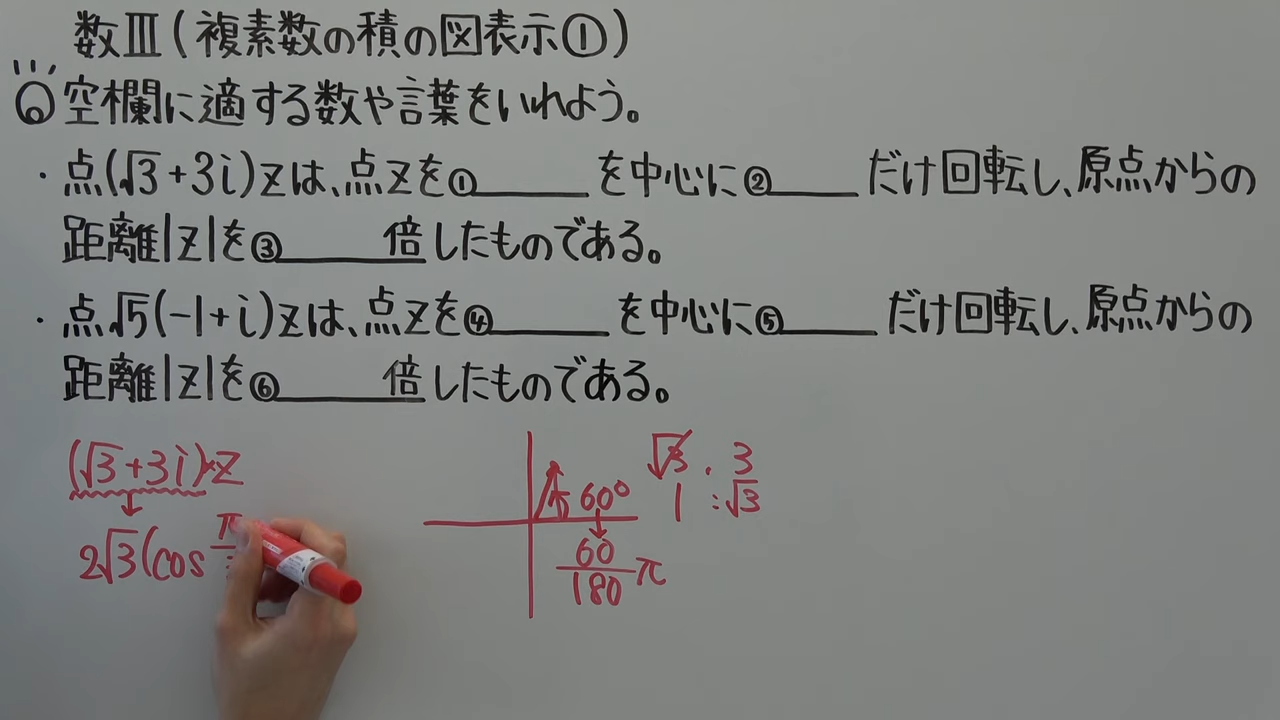 数Ⅲ(複素数の積の図表示①)
Q 空欄に適する数や言葉をいれよう。
・点(√3+3i)zは、点zを①＿＿＿を中心に②＿＿＿だけ回転し、原点からの
距離|z|を③＿＿＿倍したものである。
・点√5(-1+i)zは、点zを④＿＿＿を中心に⑤＿＿＿だけ回転し、原点からの
距離|z|を⑥＿＿＿倍したものである。
(√3+3i)×z
↓
2√3(cos π
√3 : 3
1 : √3
60°
↓
60/180 π